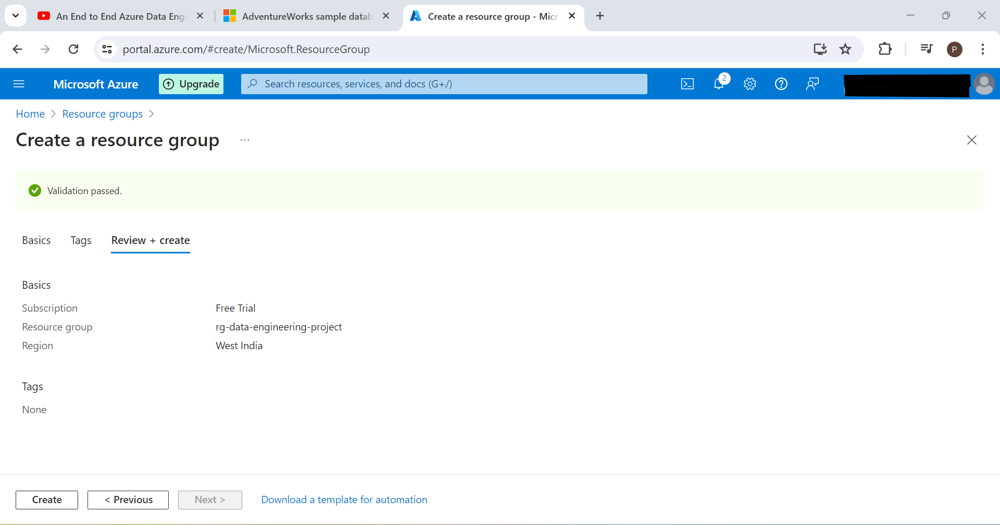 An End to End Azure Data Engi
AdventureWorks sample datab
Create a resource group - Micr
portal.azure.com/#create/Microsoft.ResourceGroup
P
Microsoft Azure
Upgrade
Search resources, services, and docs (G+/)
2
Home > Resource groups >
Create a resource group ...
Validation passed.
Basics Tags Review + create
Basics
Subscription Free Trial
Resource group rg-data-engineering-project
Region West India
Tags
None
Create < Previous Next > Download a template for automation